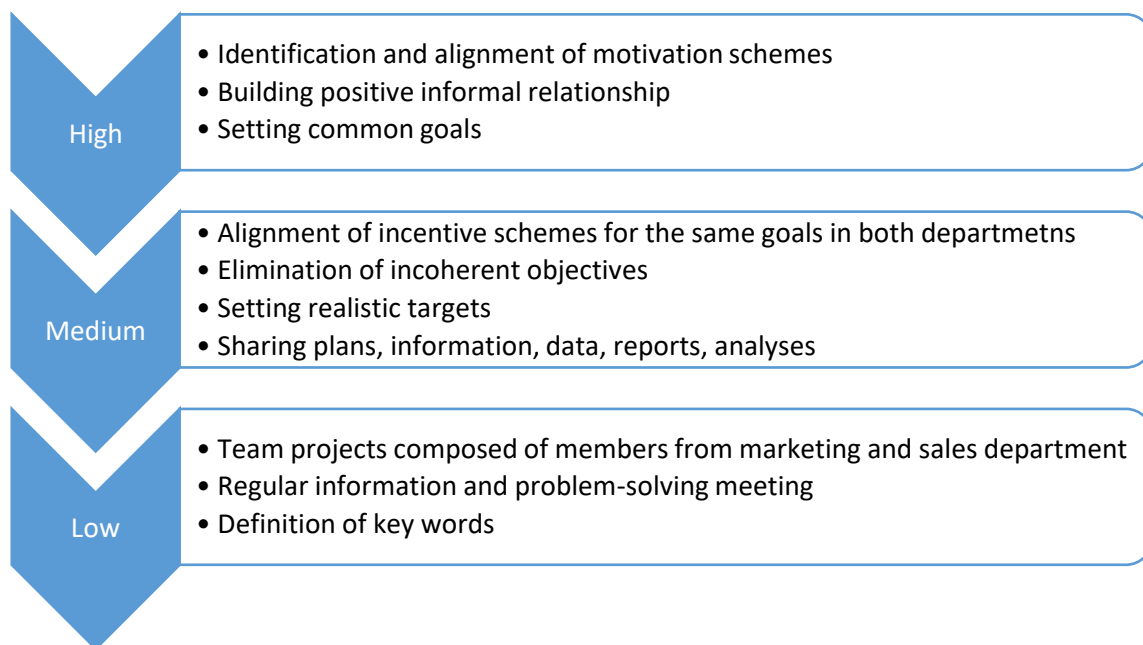 High
• Identification and alignment of motivation schemes
• Building positive informal relationship
• Setting common goals
Medium
• Alignment of incentive schemes for the same goals in both departmetns
• Elimination of incoherent objectives
• Setting realistic targets
• Sharing plans, information, data, reports, analyses
Low
• Team projects composed of members from marketing and sales department
• Regular information and problem-solving meeting
• Definition of key words